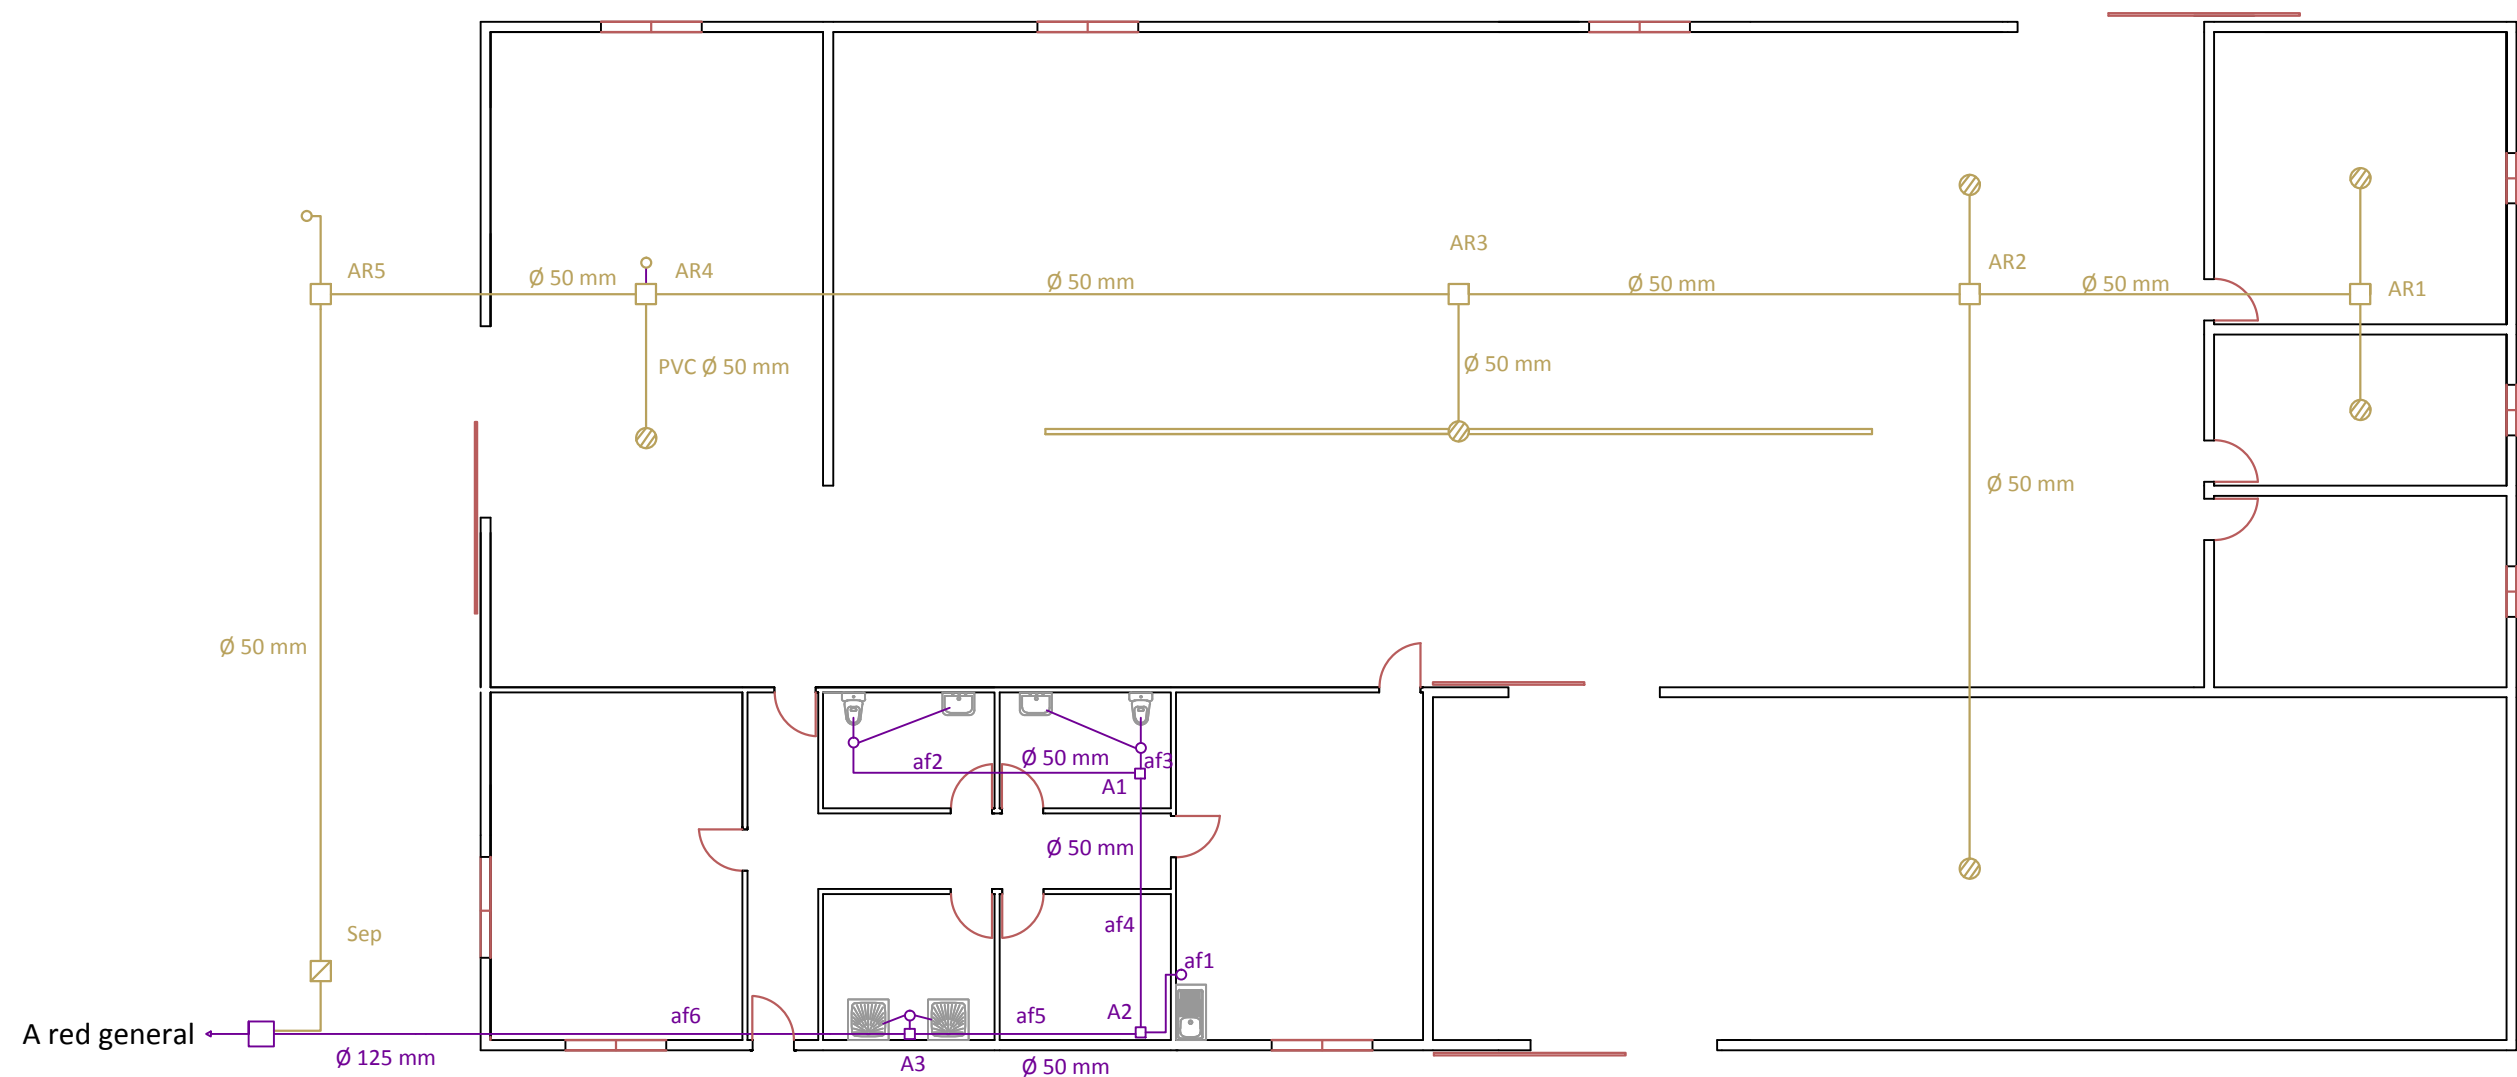 AR3
AR2
AR5
Ø 50 mm
AR4
Ø 50 mm
Ø 50 mm
Ø 50 mm
AR1
PVC Ø 50 mm
Ø 50 mm
Ø 50 mm
Ø 50 mm
af2
Ø 50 mm
af3
A1
Ø 50 mm
af4
Sep
af1
A2
af6
af5
A red general
Ø 125 mm
A3
Ø 50 mm